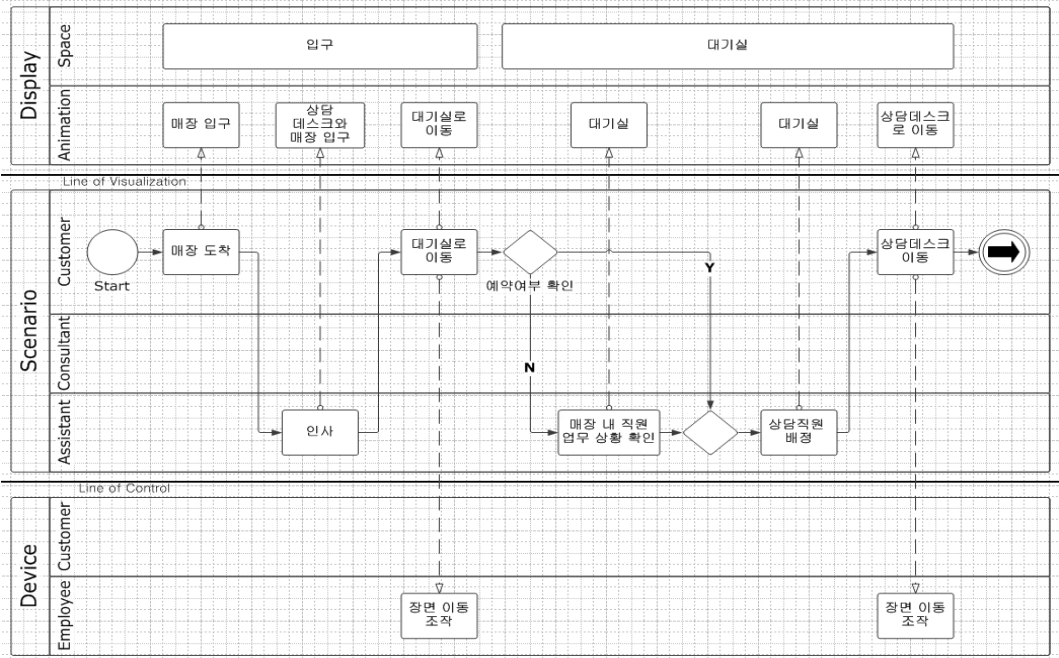 Display
Space
입구
대기실
Animation
매장 입구
상담
데스크와
매장 입구
대기실로
이동
대기실
대기실
상담데스크
로 이동
Line of Visualization
Scenario
Customer
Start
매장 도착
대기실로
이동
예약여부 확인
Y
상담데스크
이동
Consultant
N
Assistant
인사
매장 내 직원
업무 상황 확인
상담직원
배정
Line of Control
Device
Customer
Employee
장면 이동
조작
장면 이동
조작